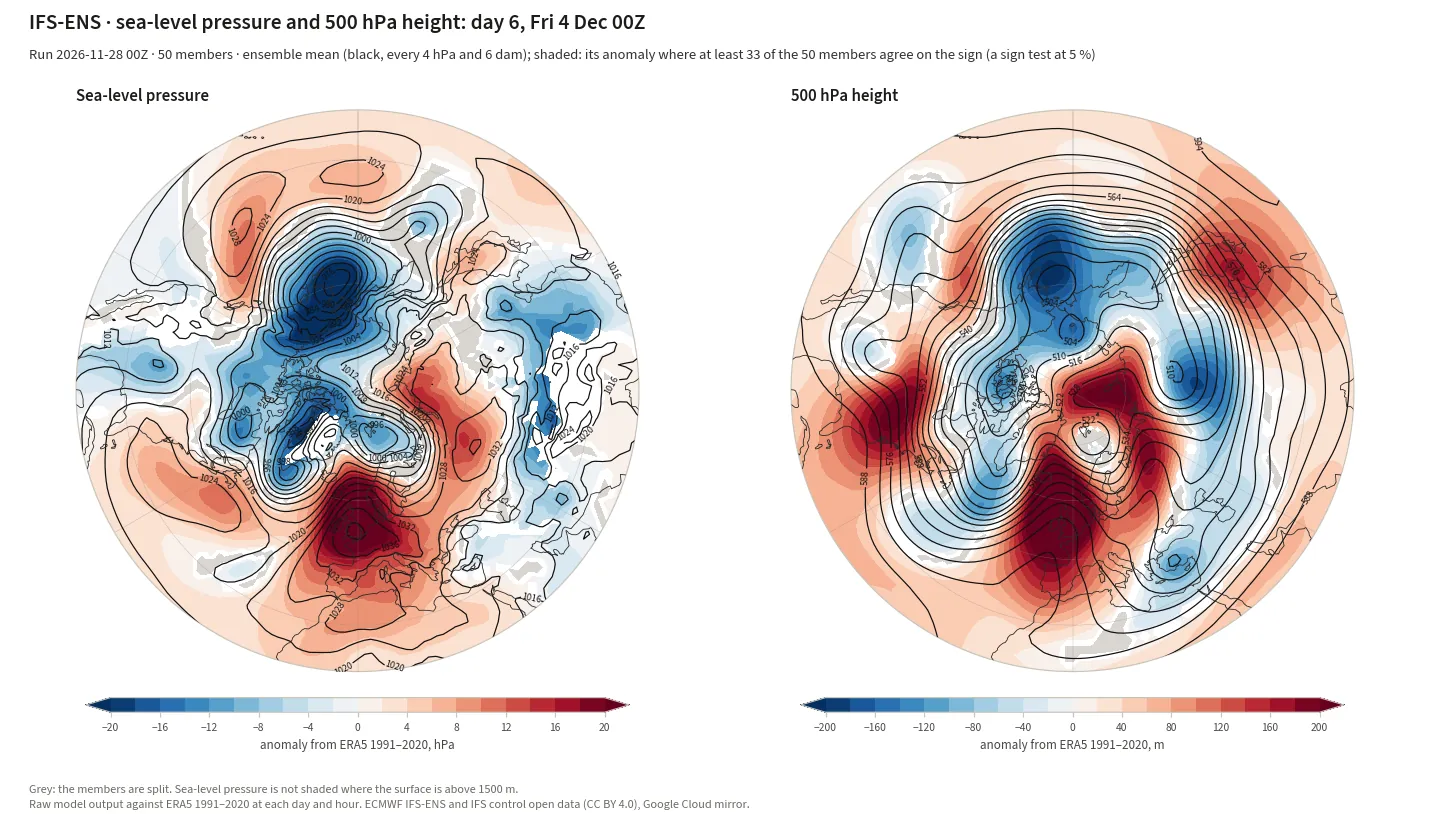 IFS-ENS · sea-level pressure and 500 hPa height: day 6, Fri 4 Dec 00Z
Run 2026-11-28 00Z · 50 members · ensemble mean (black, every 4 hPa and 6 dam); shaded: its anomaly where at least 33 of the 50 members agree on the sign (a sign test at 5 %)
Sea-level pressure
500 hPa height
−20 −16 −12 −8 −4 0 4 8 12 16 20
anomaly from ERA5 1991–2020, hPa
−200 −160 −120 −80 −40 0 40 80 120 160 200
anomaly from ERA5 1991–2020, m
Grey: the members are split. Sea-level pressure is not shaded where the surface is above 1500 m.
Raw model output against ERA5 1991–2020 at each day and hour. ECMWF IFS-ENS and IFS control open data (CC BY 4.0), Google Cloud mirror.